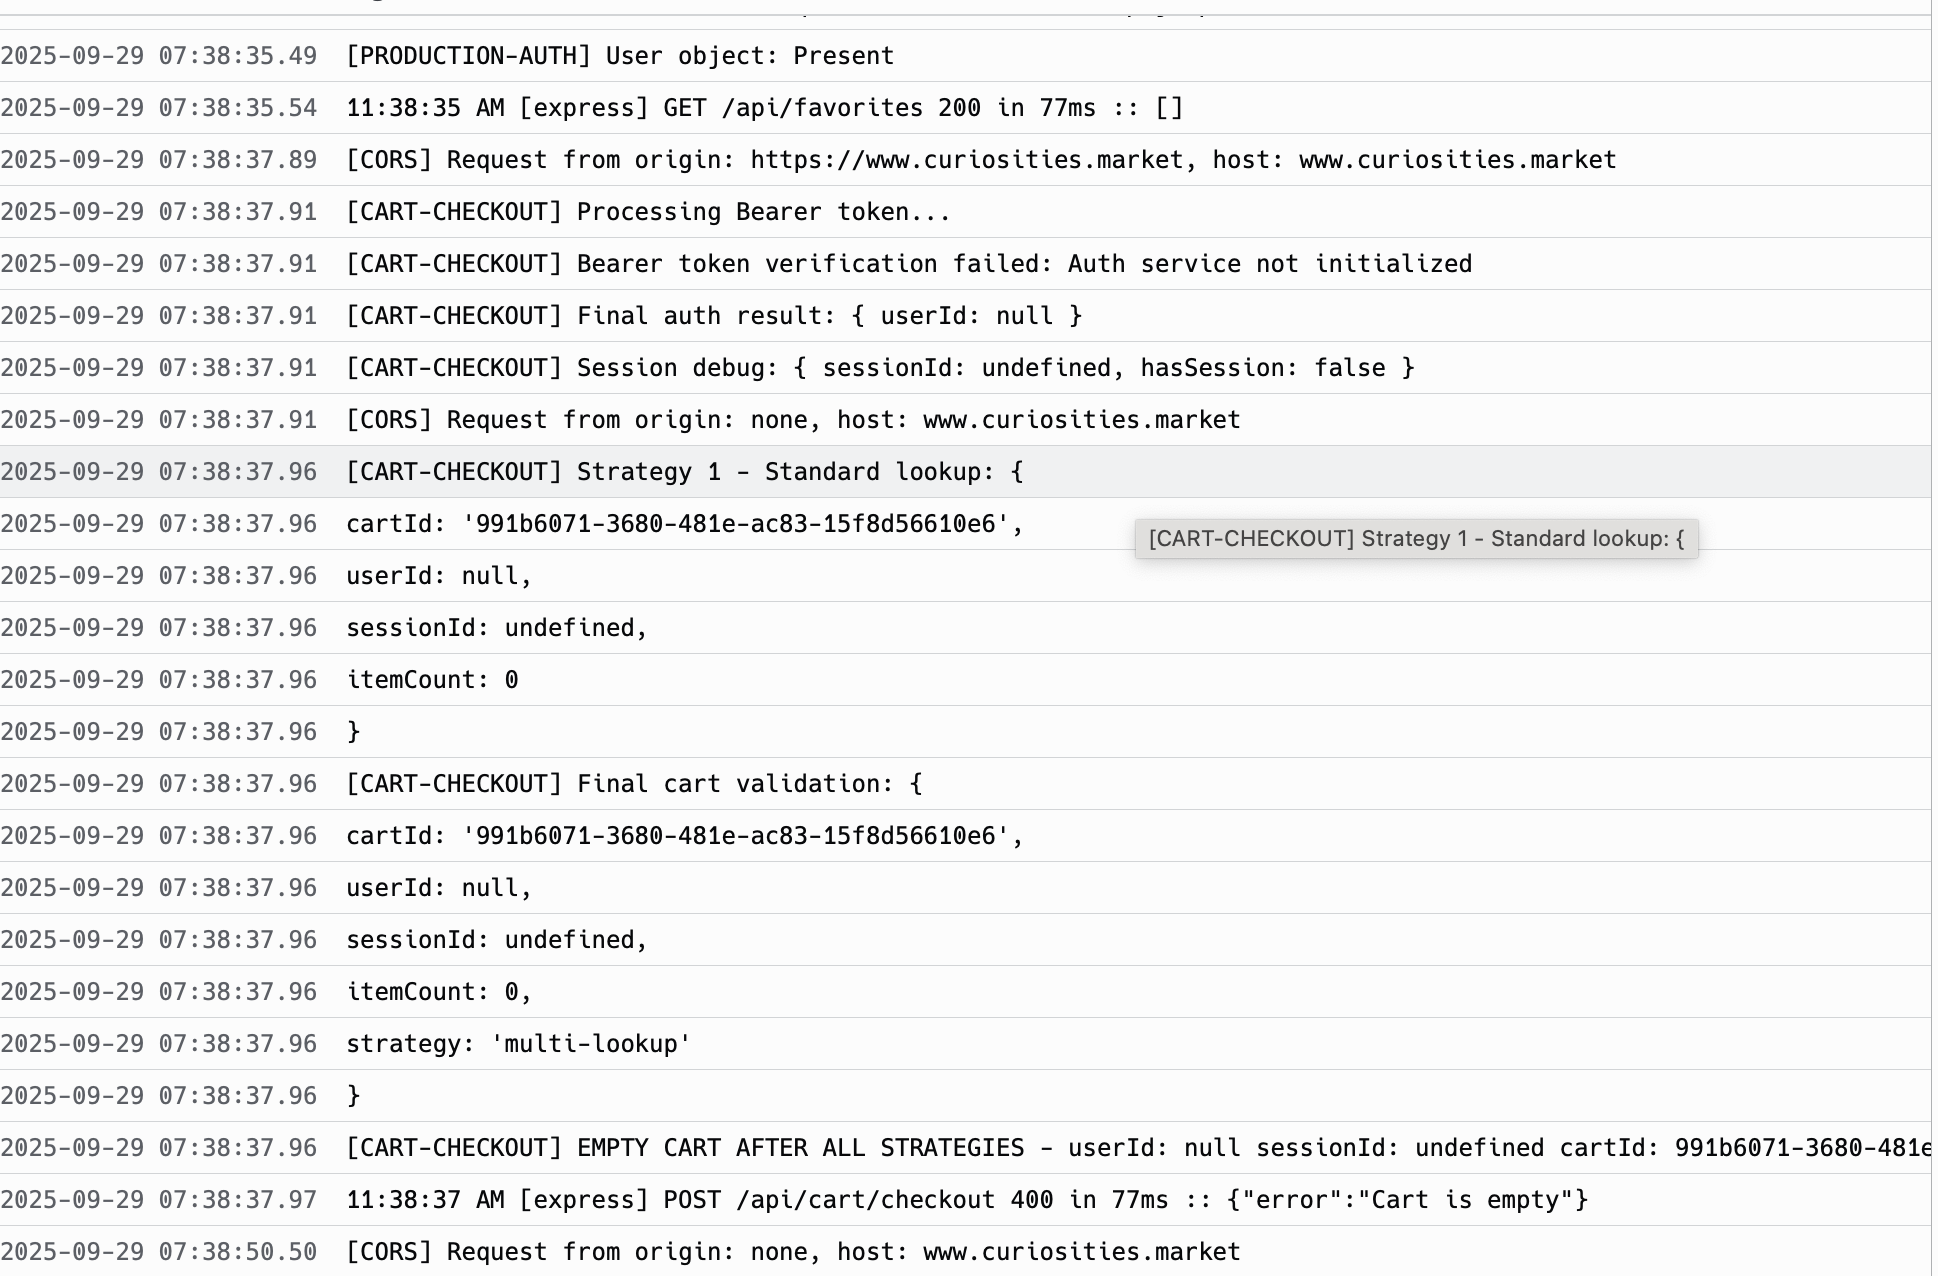 2025-09-29 07:38:35.49 [PRODUCTION-AUTH] User object: Present
2025-09-29 07:38:35.54 11:38:35 AM [express] GET /api/favorites 200 in 77ms :: []
2025-09-29 07:38:37.89 [CORS] Request from origin: https://www.curiosities.market, host: www.curiosities.market
2025-09-29 07:38:37.91 [CART-CHECKOUT] Processing Bearer token...
2025-09-29 07:38:37.91 [CART-CHECKOUT] Bearer token verification failed: Auth service not initialized
2025-09-29 07:38:37.91 [CART-CHECKOUT] Final auth result: { userId: null }
2025-09-29 07:38:37.91 [CART-CHECKOUT] Session debug: { sessionId: undefined, hasSession: false }
2025-09-29 07:38:37.91 [CORS] Request from origin: none, host: www.curiosities.market
2025-09-29 07:38:37.96 [CART-CHECKOUT] Strategy 1 - Standard lookup: {
2025-09-29 07:38:37.96 cartId: '991b6071-3680-481e-ac83-15f8d56610e6',
[CART-CHECKOUT] Strategy 1 - Standard lookup: {
2025-09-29 07:38:37.96 userId: null,
2025-09-29 07:38:37.96 sessionId: undefined,
2025-09-29 07:38:37.96 itemCount: 0
2025-09-29 07:38:37.96 }
2025-09-29 07:38:37.96 [CART-CHECKOUT] Final cart validation: {
2025-09-29 07:38:37.96 cartId: '991b6071-3680-481e-ac83-15f8d56610e6',
2025-09-29 07:38:37.96 userId: null,
2025-09-29 07:38:37.96 sessionId: undefined,
2025-09-29 07:38:37.96 itemCount: 0,
2025-09-29 07:38:37.96 strategy: 'multi-lookup'
2025-09-29 07:38:37.96 }
2025-09-29 07:38:37.96 [CART-CHECKOUT] EMPTY CART AFTER ALL STRATEGIES - userId: null sessionId: undefined cartId: 991b6071-3680-481e
2025-09-29 07:38:37.97 11:38:37 AM [express] POST /api/cart/checkout 400 in 77ms :: {"error":"Cart is empty"}
2025-09-29 07:38:50.50 [CORS] Request from origin: none, host: www.curiosities.market